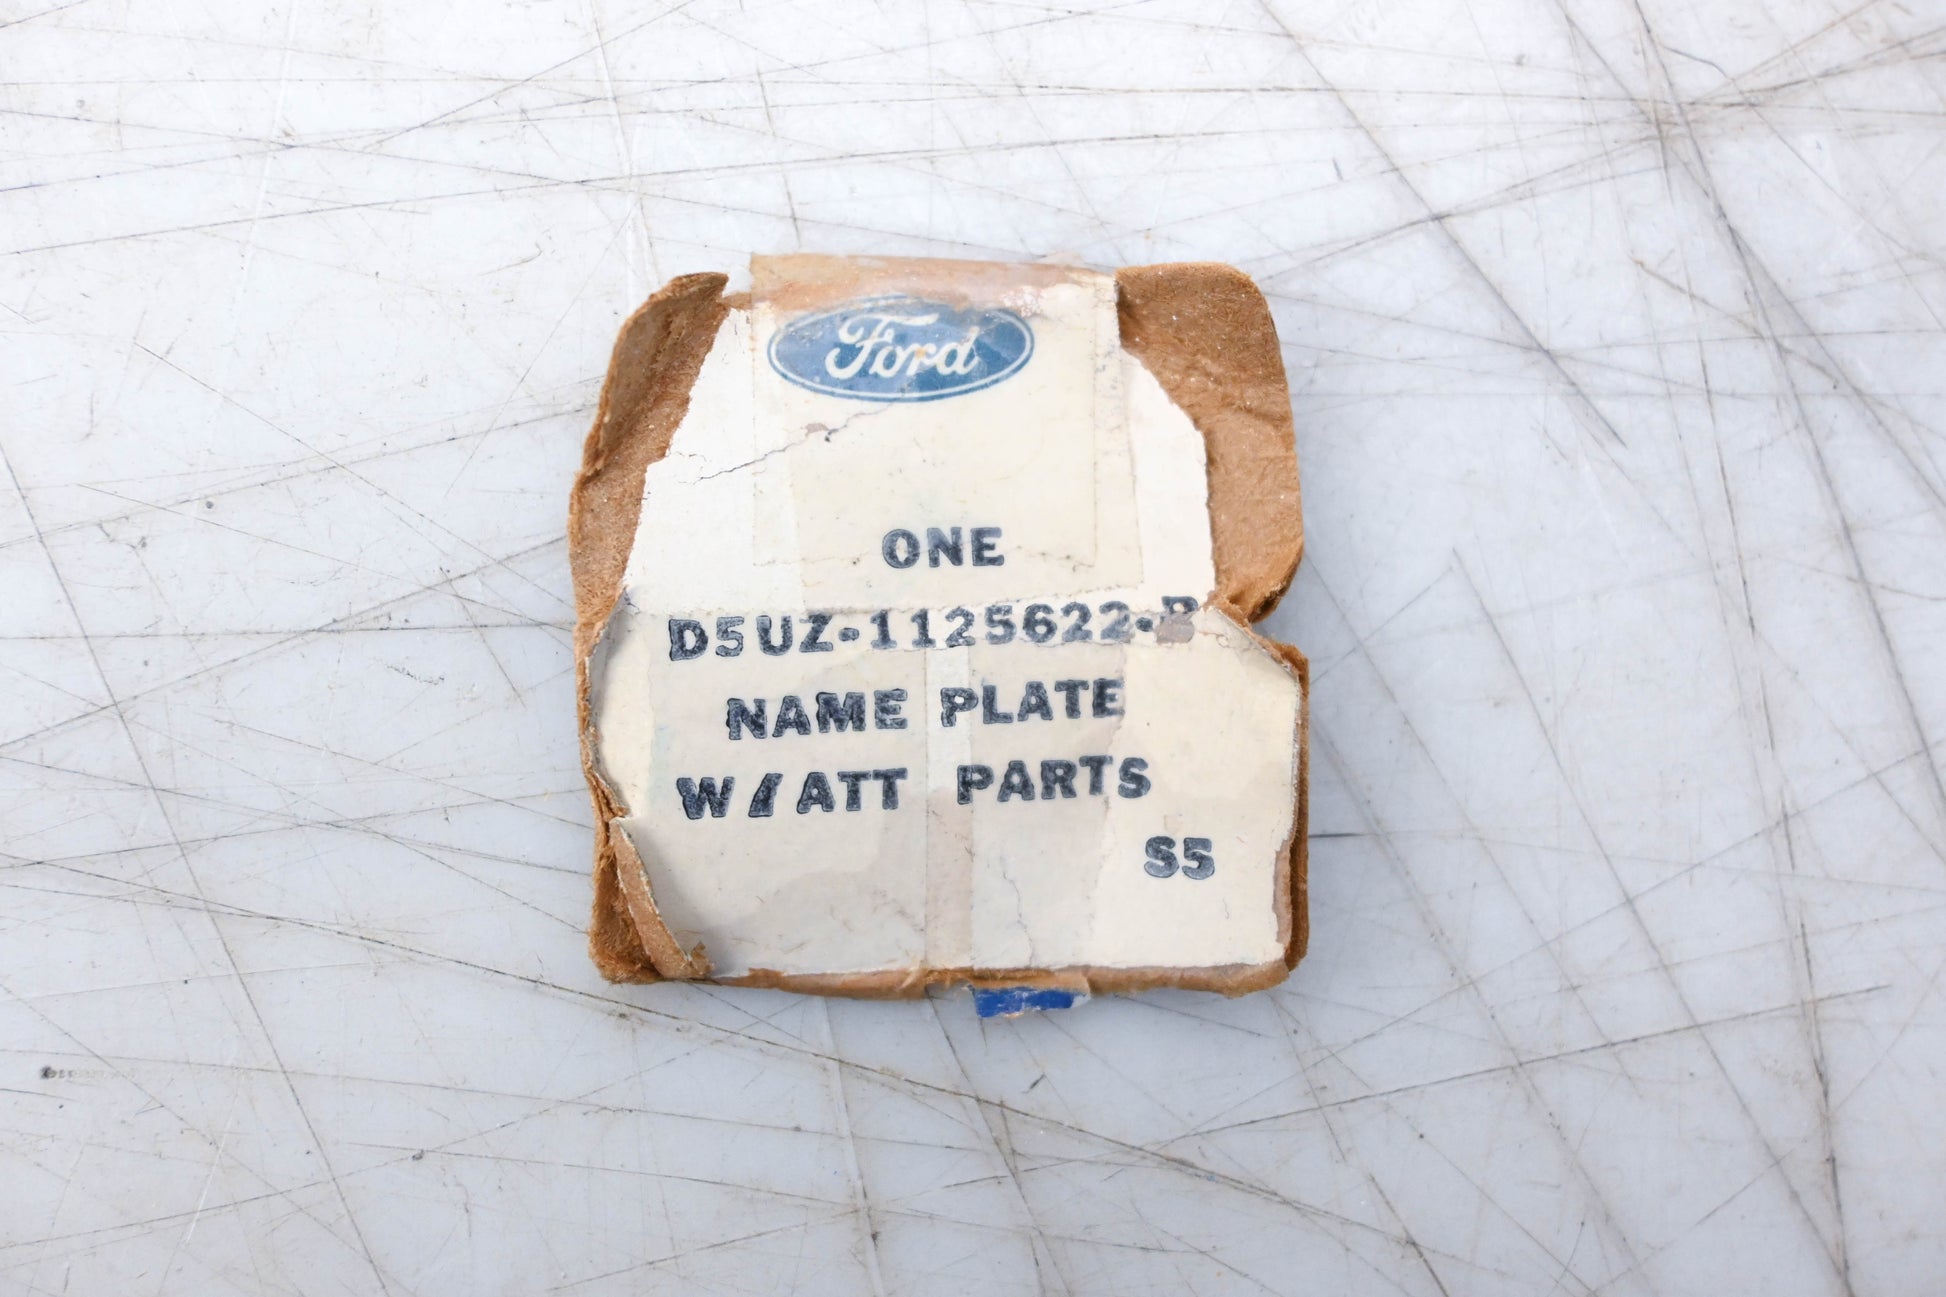 Ford
ONE
D5UZ-1125622-B
NAME PLATE
W/ATT PARTS
S5